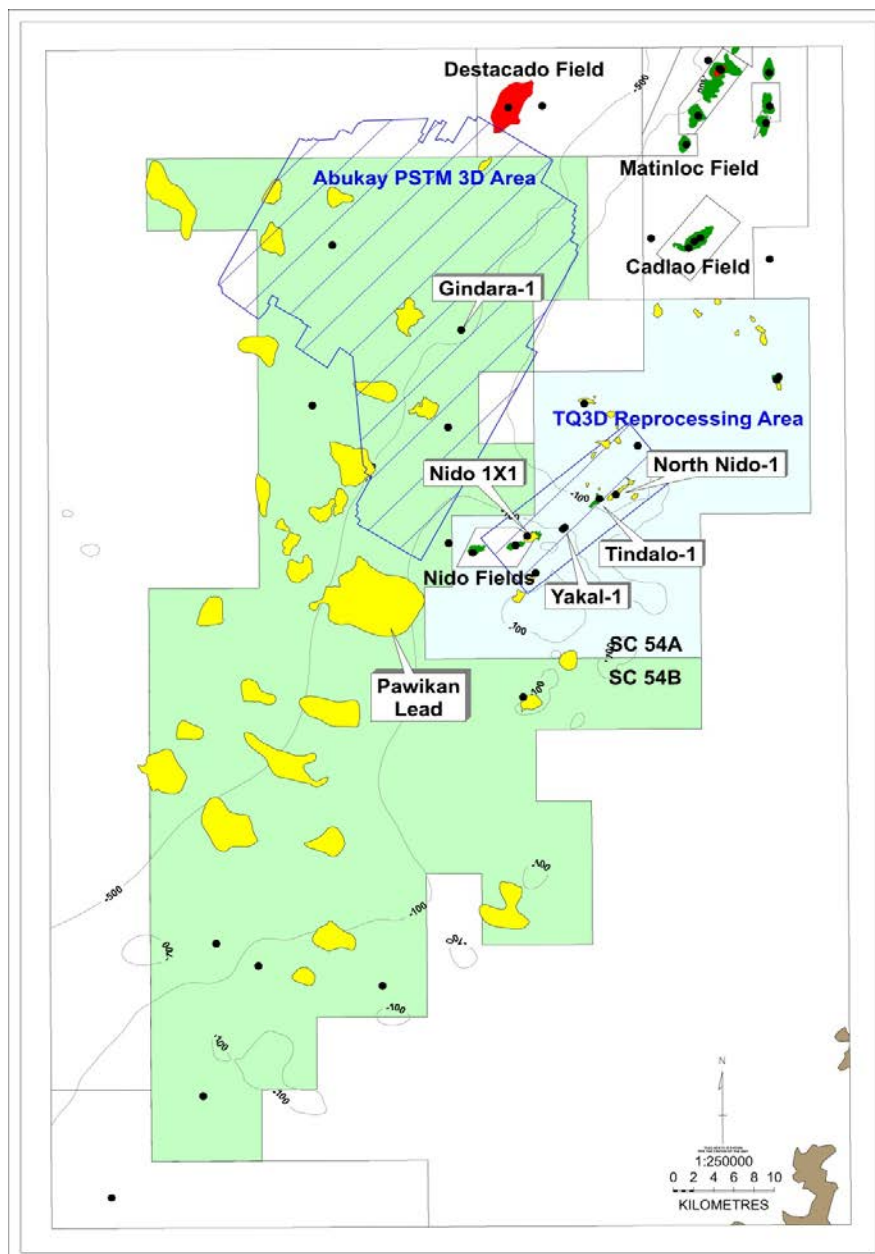 Destacado Field
-500
Matinloc Field
Abukay PSTM 3D Area
Cadlao Field
Gindara-1
TQ3D Reprocessing Area
North Nido-1
Nido 1X1
-100
-100
Tindalo-1
Nido Fields
Yakal-1
-100
SC 54A
SC 54B
-100
Pawikan
Lead
-100
-500
-100
-100
-100
-100
N
1:250000
0 2 4 6 8 10
KILOMETRES